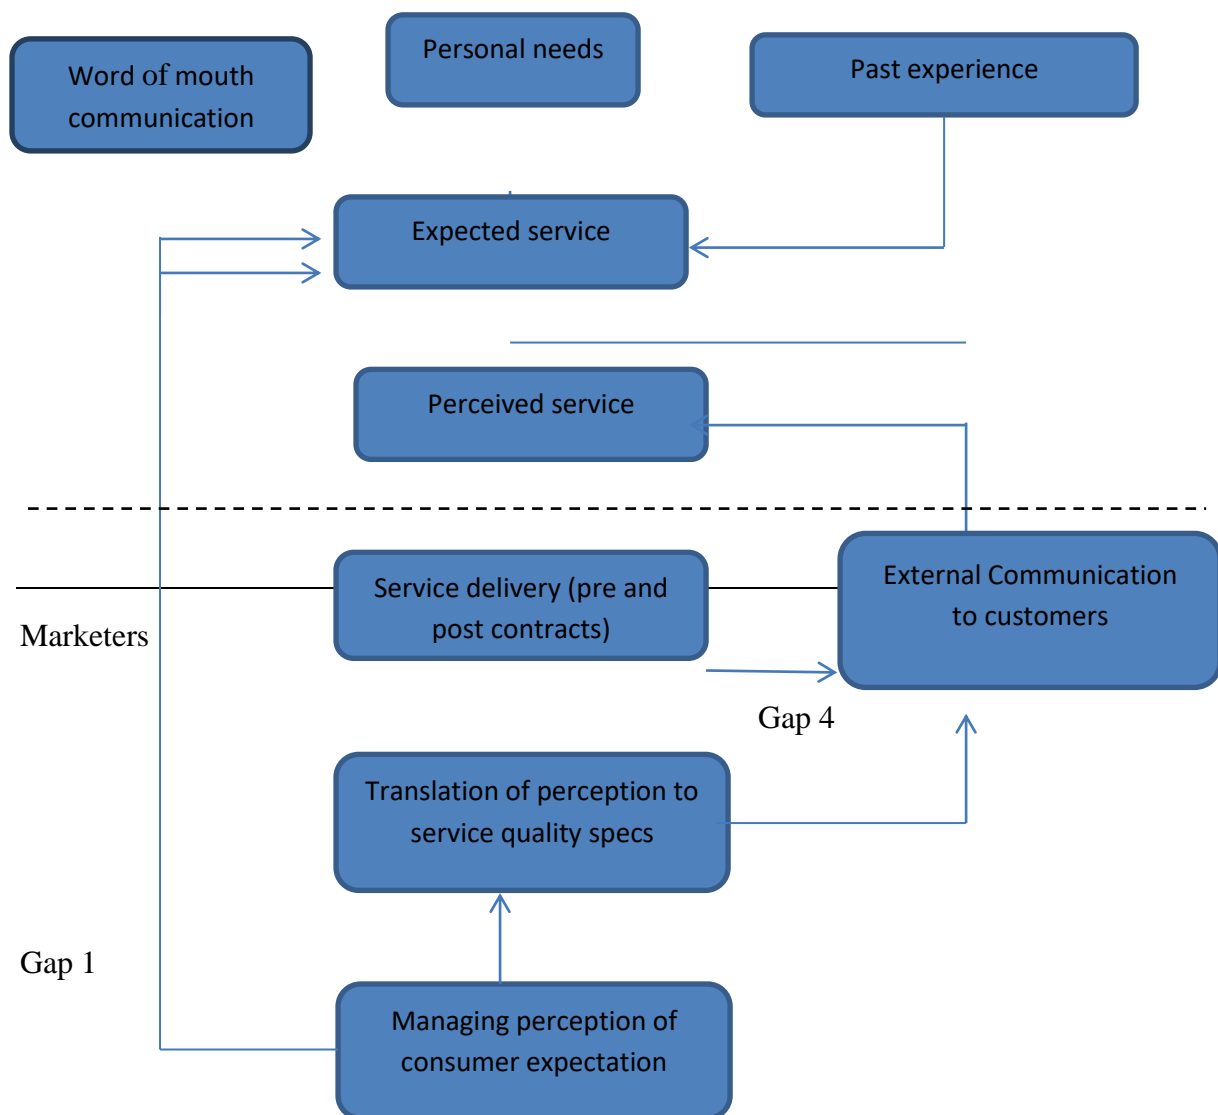 Personal needs
Word of mouth
communication
Past experience
Expected service
Perceived service
Service delivery (pre and
post contracts)
External Communication
to customers
Marketers
Gap 4
Translation of perception to
service quality specs
Gap 1
Managing perception of
consumer expectation